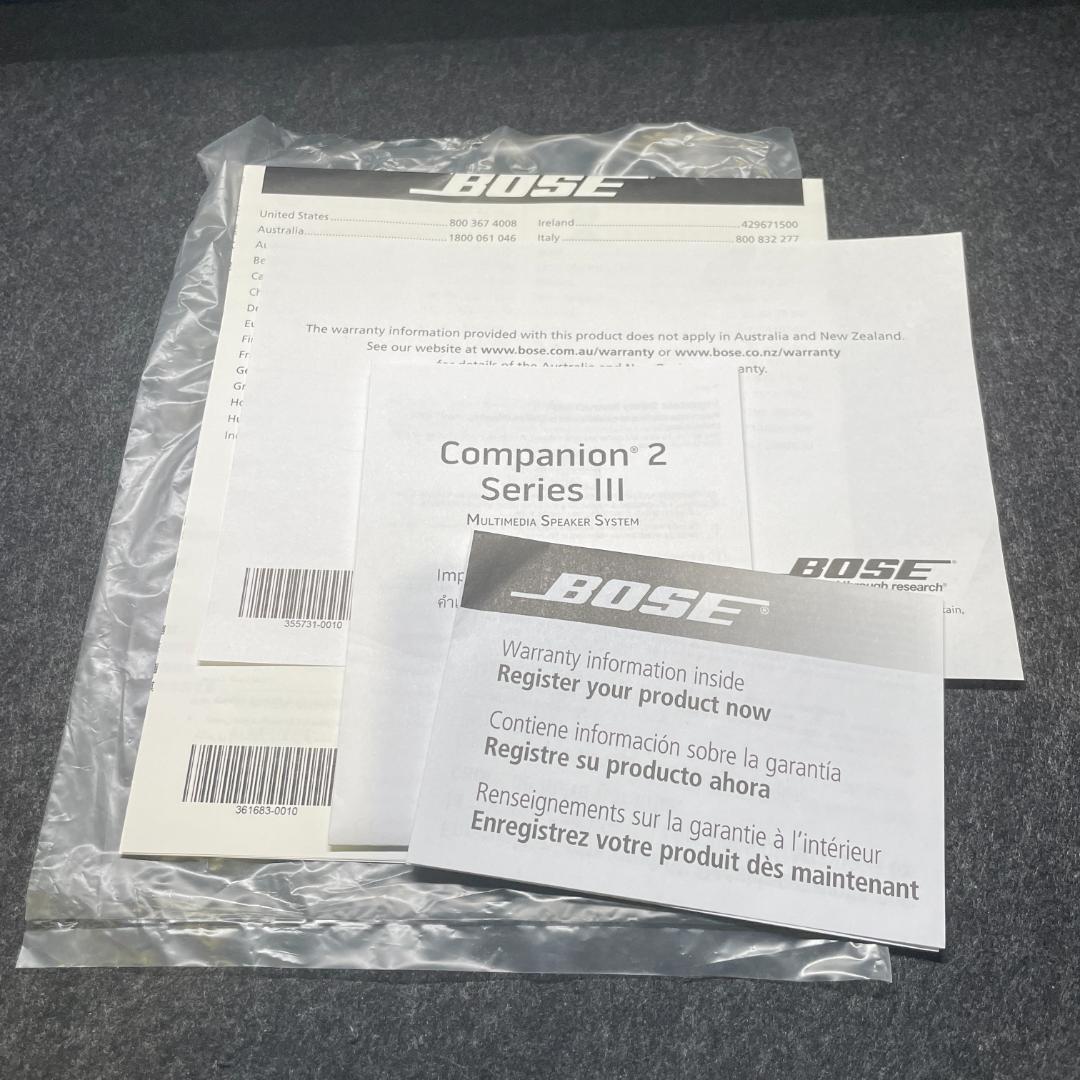 BOSE
United States 800 367 4008
Australia 1800 061 046
Ireland 429671500
Italy 800 832 277
The warranty information provided with this product does not apply in Australia and New Zealand.
See our website at www.bose.com.au/warranty or www.bose.co.nz/warranty
Companion® 2
Series III
MULTIMEDIA SPEAKER SYSTEM
BOSE®
through research®
355731-0010
361683-0010
BOSE®
Warranty information inside
Register your product now
Contiene información sobre la garantía
Registre su producto ahora
Renseignements sur la garantie à l'intérieur
Enregistrez votre produit dès maintenant